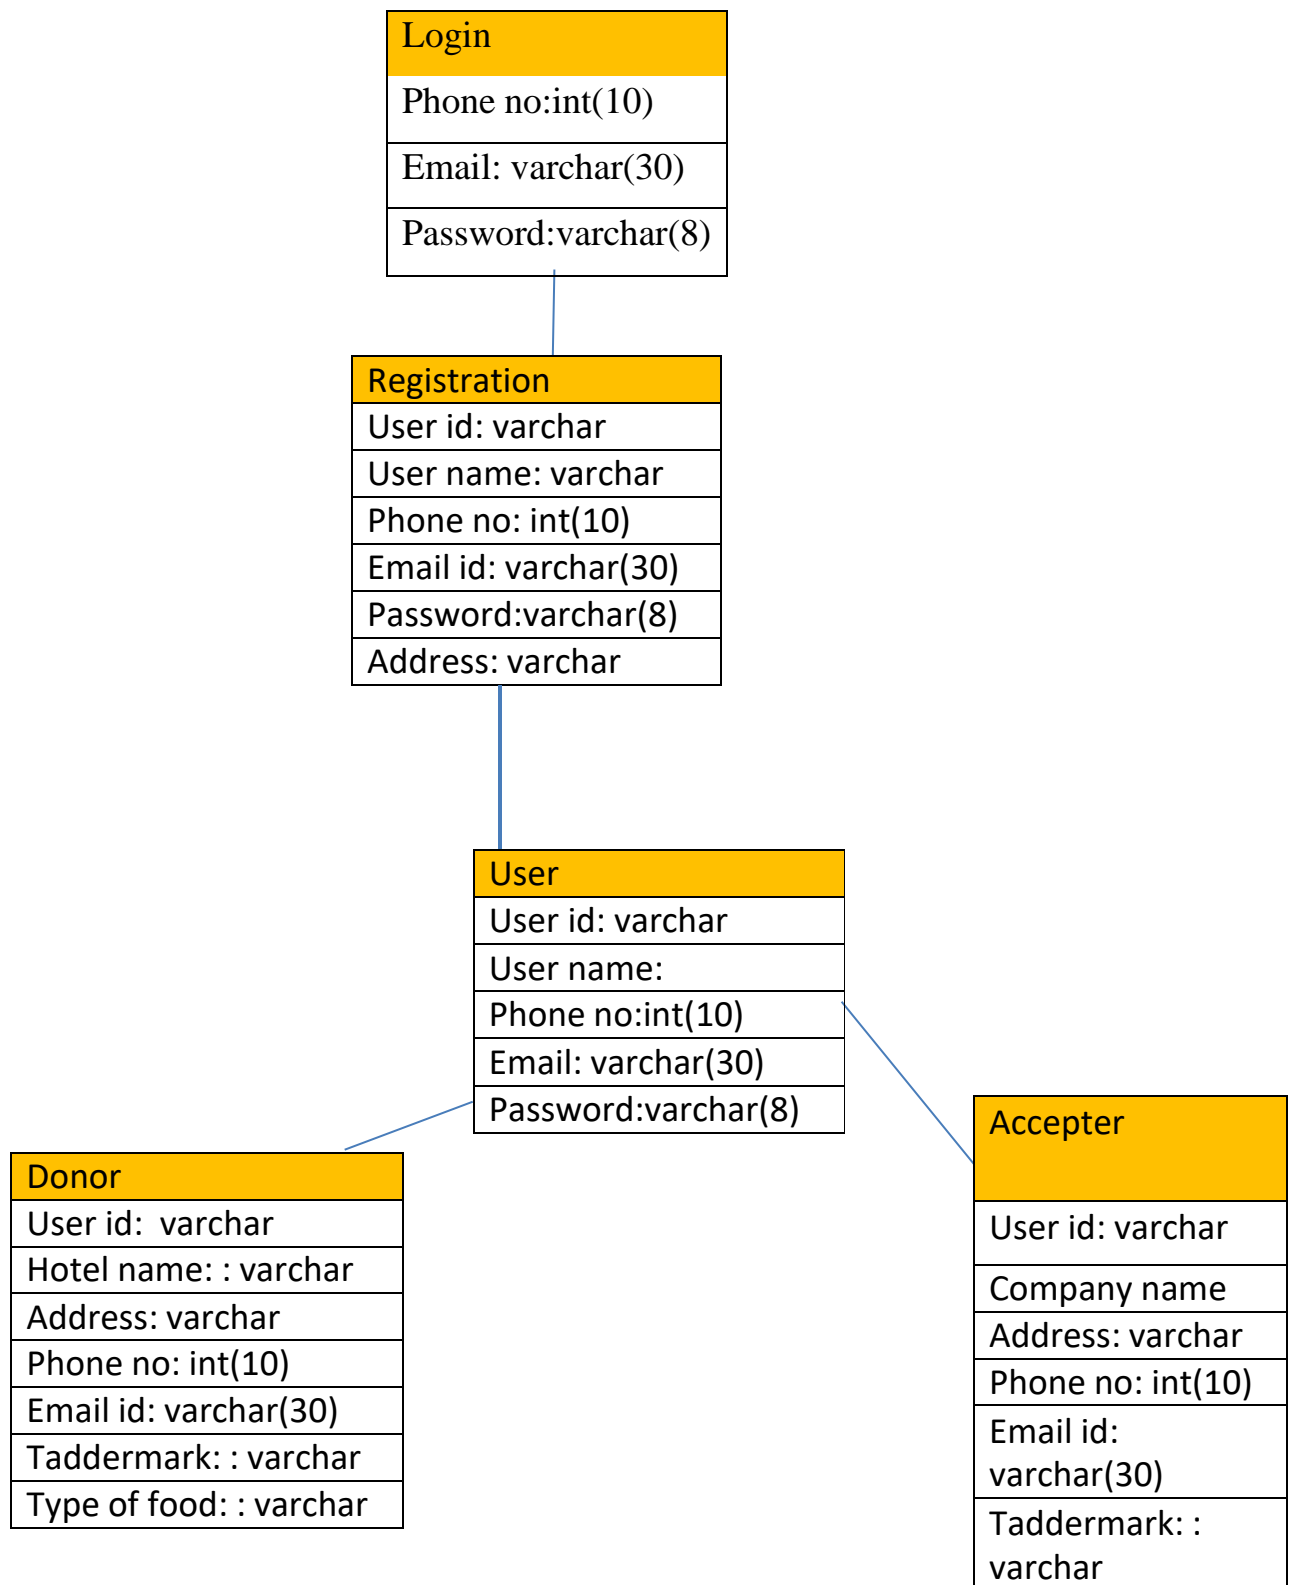 Login
Phone no:int(10)
Email: varchar(30)
Password:varchar(8)
Registration
User id: varchar
User name: varchar
Phone no: int(10)
Email id: varchar(30)
Password:varchar(8)
Address: varchar
User
User id: varchar
User name:
Phone no:int(10)
Email: varchar(30)
Password:varchar(8)
Donor
User id:  varchar
Hotel name: : varchar
Address: varchar
Phone no: int(10)
Email id: varchar(30)
Taddermark: : varchar
Type of food: : varchar
Accepter
User id: varchar
Company name
Address: varchar
Phone no: int(10)
Email id:
varchar(30)
Taddermark: :
varchar